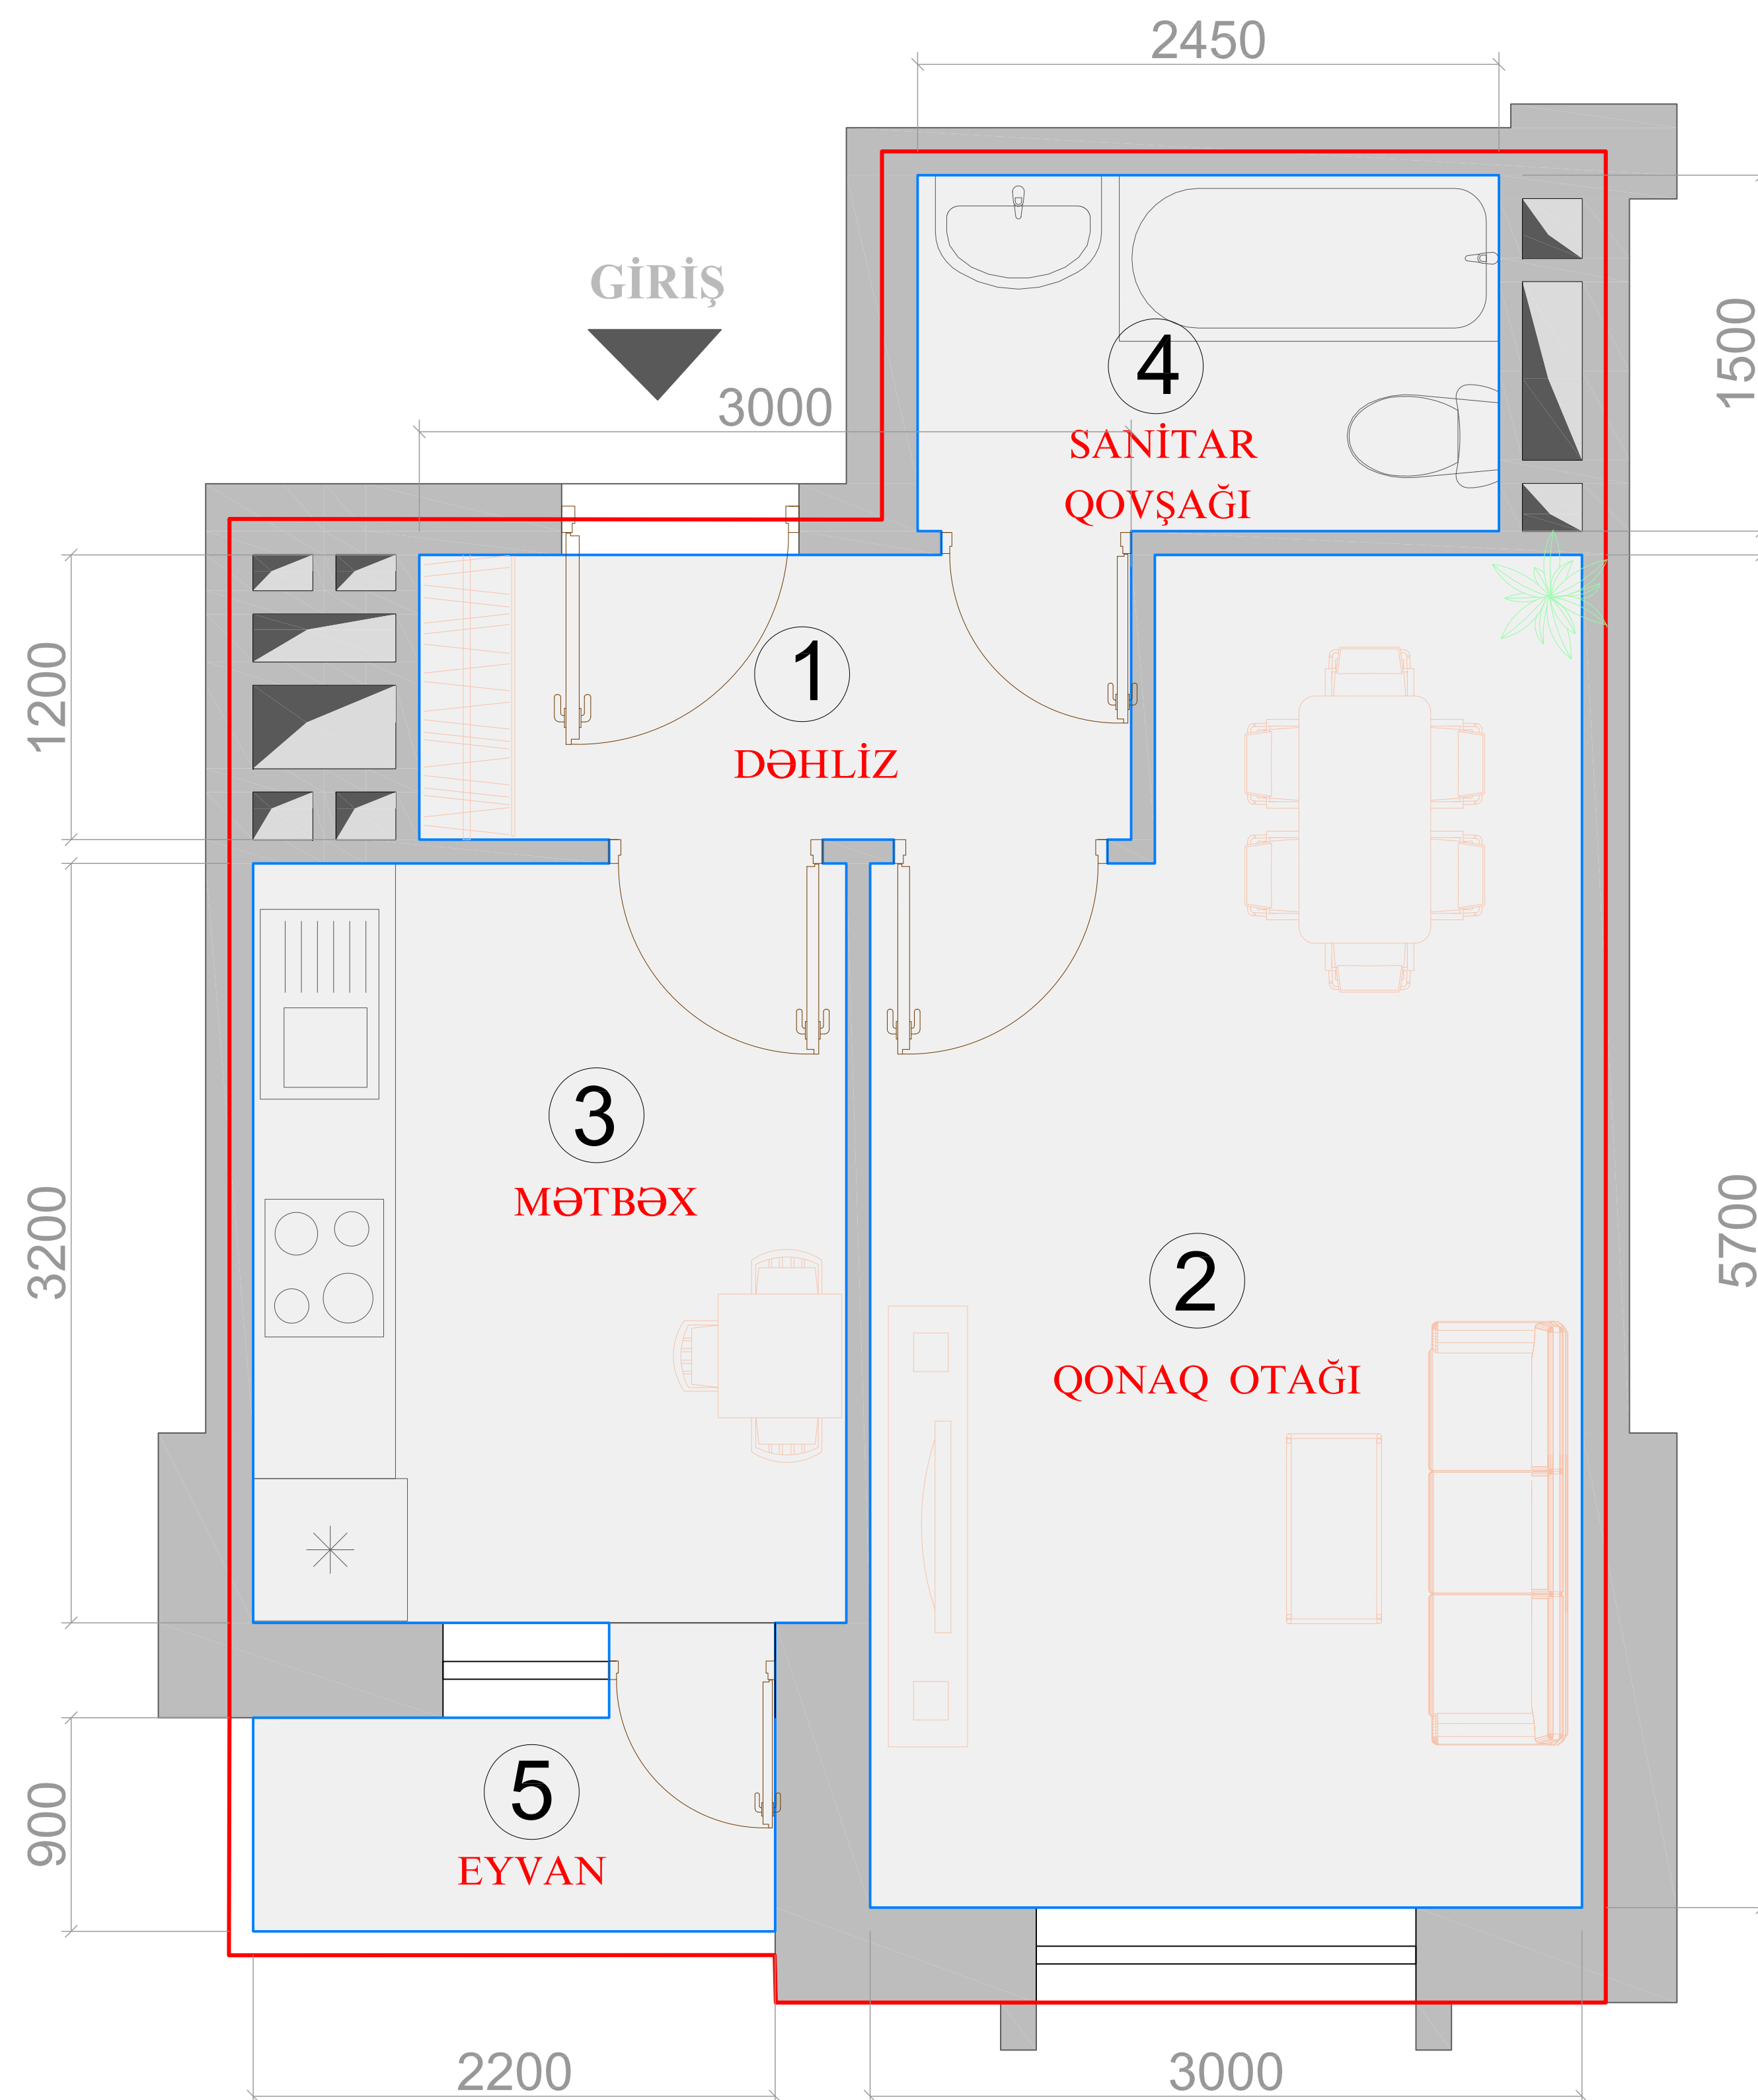 2450
GİRİŞ
3000
1500
4
SANİTAR
QOVŞAĞI
1200
1
DƏHLİZ
3
MƏTBƏX
3200
2
QONAQ OTAĞI
5700
5
EYVAN
900
2200
3000